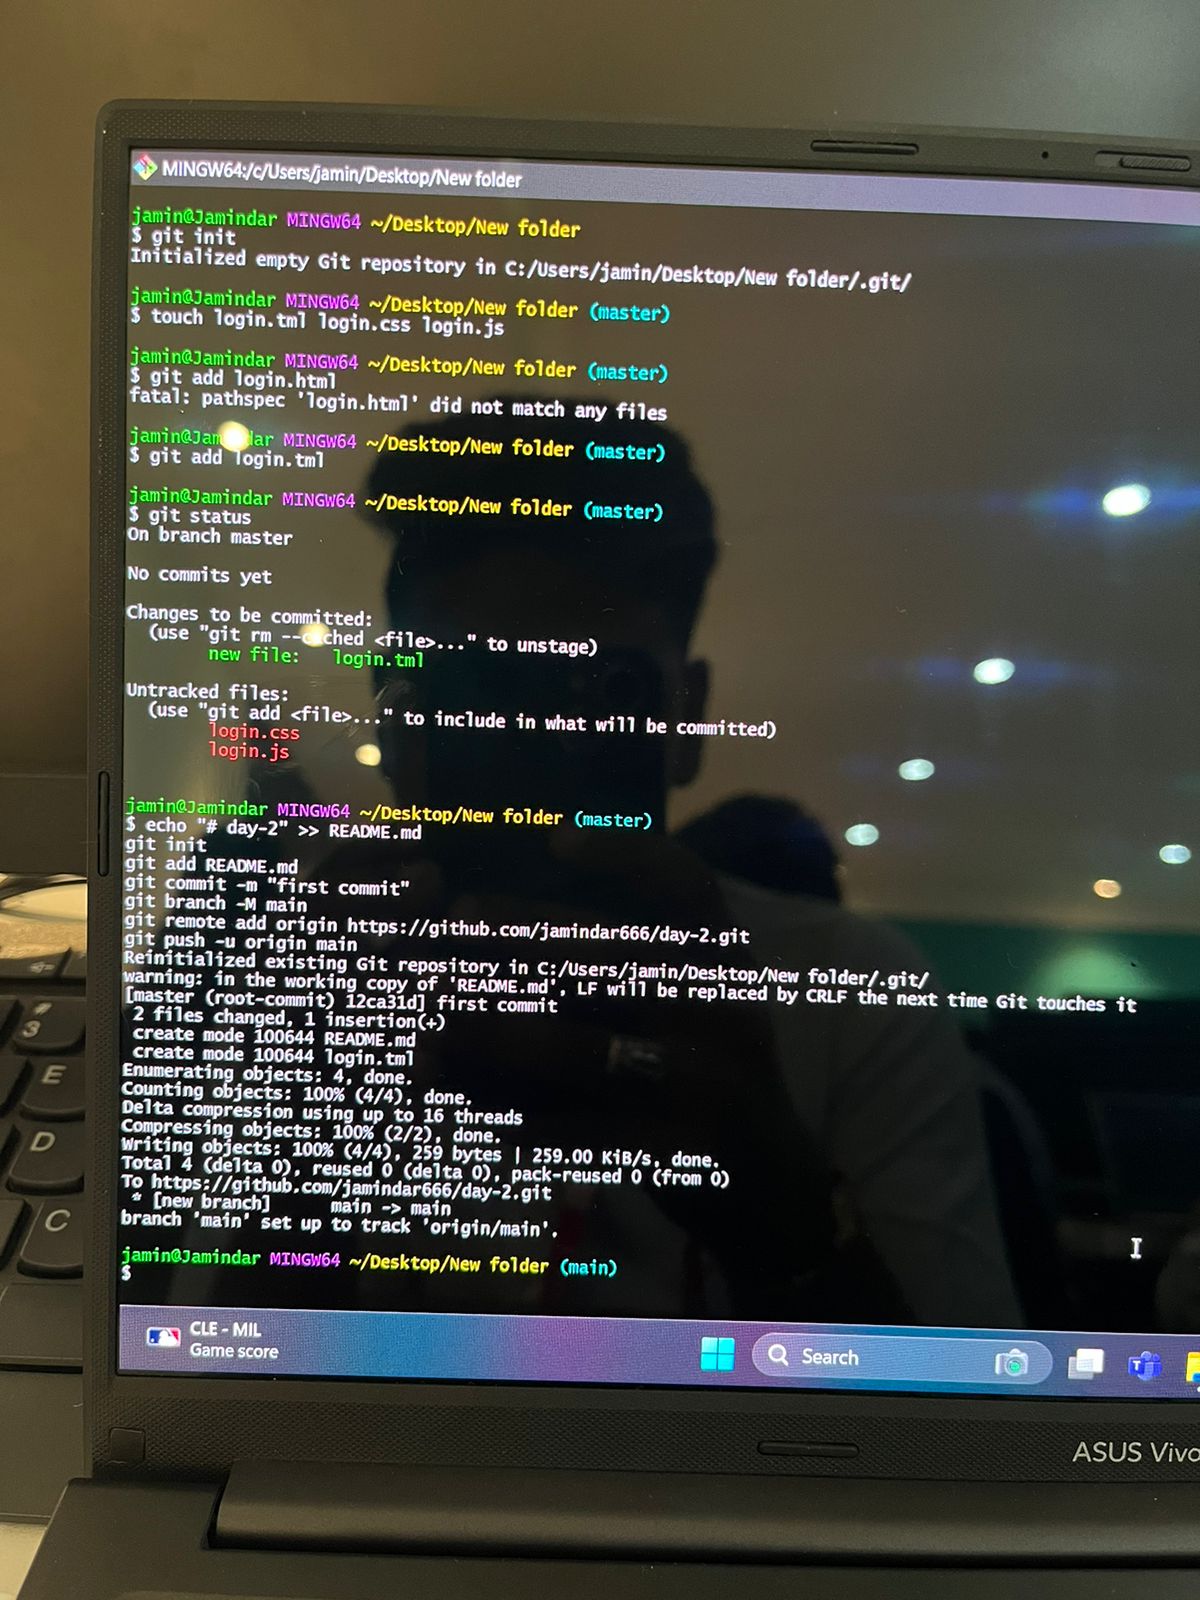 MINGW64:/c/Users/jamin/Desktop/New folder
jamin@Jamindar MINGW64 ~/Desktop/New folder
$ git init
Initialized empty Git repository in C:/Users/jamin/Desktop/New folder/.git/
jamin@Jamindar MINGW64 ~/Desktop/New folder (master)
$ touch login.tml login.css login.js
jamin@Jamindar MINGW64 ~/Desktop/New folder (master)
$ git add login.html
fatal: pathspec 'login.html' did not match any files
jamin@Jamindar MINGW64 ~/Desktop/New folder (master)
$ git add login.tml
jamin@Jamindar MINGW64 ~/Desktop/New folder (master)
$ git status
On branch master
No commits yet
Changes to be committed:
(use "git rm --cached <file>..." to unstage)
new file: login.tml
Untracked files:
(use "git add <file>..." to include in what will be committed)
login.css
login.js
jamin@Jamindar MINGW64 ~/Desktop/New folder (master)
$ echo "# day-2" >> README.md
git init
git add README.md
git commit -m "first commit"
git branch -M main
git remote add origin https://github.com/jamindar666/day-2.git
git push -u origin main
Reinitialized existing Git repository in C:/Users/jamin/Desktop/New folder/.git/
warning: in the working copy of 'README.md', LF will be replaced by CRLF the next time Git touches it
[master (root-commit) 12ca31d] first commit
2 files changed, 1 insertion(+)
create mode 100644 README.md
create mode 100644 login.tml
Enumerating objects: 4, done.
Counting objects: 100% (4/4), done.
Delta compression using up to 16 threads
Compressing objects: 100% (2/2), done.
Writing objects: 100% (4/4), 259 bytes | 259.00 KiB/s, done.
Total 4 (delta 0), reused 0 (delta 0), pack-reused 0 (from 0)
To https://github.com/jamindar666/day-2.git
* [new branch] main -> main
branch 'main' set up to track 'origin/main'.
jamin@Jamindar MINGW64 ~/Desktop/New folder (main)
$
CLE - MIL
Game score
Search
ASUS Vivo
#
3
E
D
C